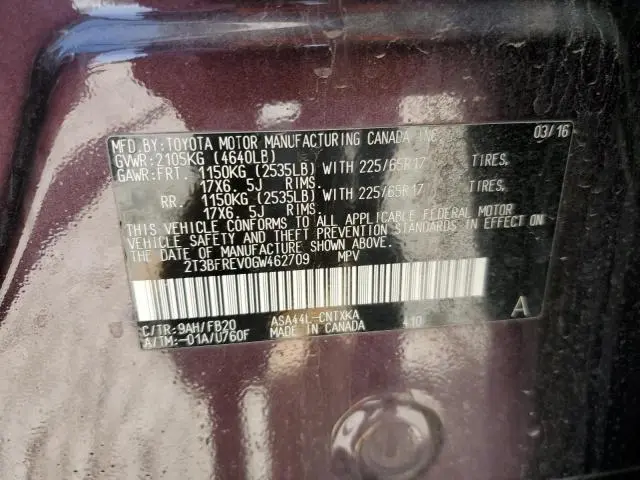 MFD.BY:TOYOTA MOTOR MANUFACTURING CANADA INC. 03/16
GVWR:2105KG (4640LB)
GAWR:FRT. 1150KG (2535LB) WITH 225/65R17 TIRES,
17X6.5J RIMS.
RR. 1150KG (2535LB) WITH 225/65R17 TIRES,
17X6.5J RIMS.
THIS VEHICLE CONFORMS TO ALL APPLICABLE FEDERAL MOTOR
VEHICLE SAFETY AND THEFT PREVENTION STANDARDS IN EFFECT ON
THE DATE OF MANUFACTURE SHOWN ABOVE.
2T3BFREV0GW462709 MPV
C/TR:9AH/FB20 ASA44L-CNTXKA 410 A
A/TM:-01A/U760F MADE IN CANADA